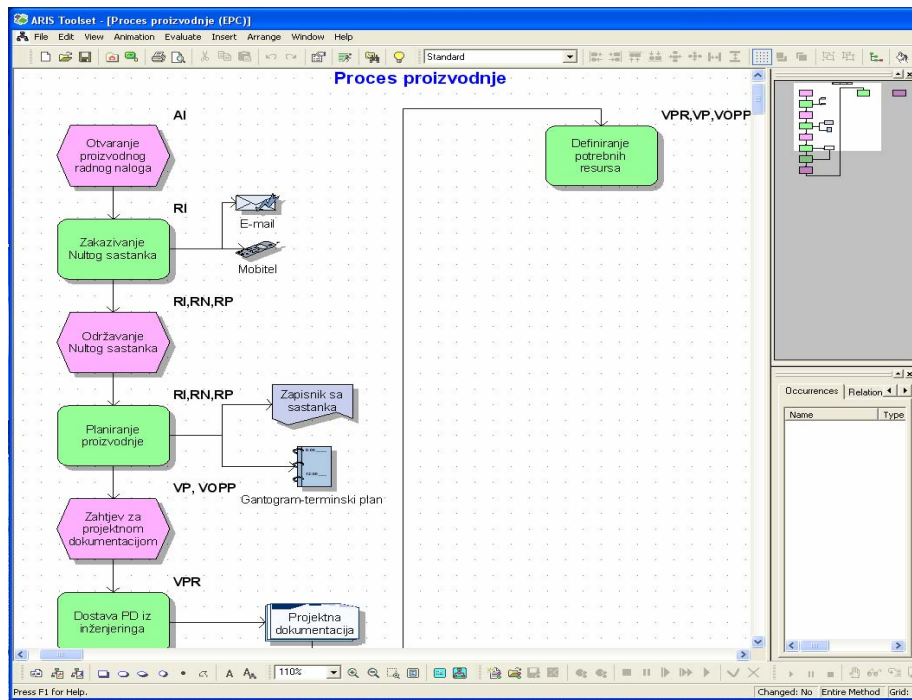 ARIS Toolset - [Proces proizvodnje (EPC)]
File Edit View Animation Evaluate Insert Arrange Window Help
Standard
Proces proizvodnje
AI
VPR,VP,VOPP
Otvaranje
proizvodnog
radnog naloga
Definiranje
potrebnih
resursa
RI
Zakazivanje
Nultog sastanka
E-mail
Mobitel
RI,RN,RP
Održavanje
Nultog sastanka
RI,RN,RP
Planiranje
proizvodnje
Zapisnik sa
sastanka
Gantogram-terminski plan
VP, VOPP
Zahtjev za
projektnom
dokumentacijom
VPR
Dostava PD iz
inženjeringa
Projektna
dokumentacija
Occurrences Relation
Name Type
110%
Press F1 for Help.
Changed: No Entire Method Grid: